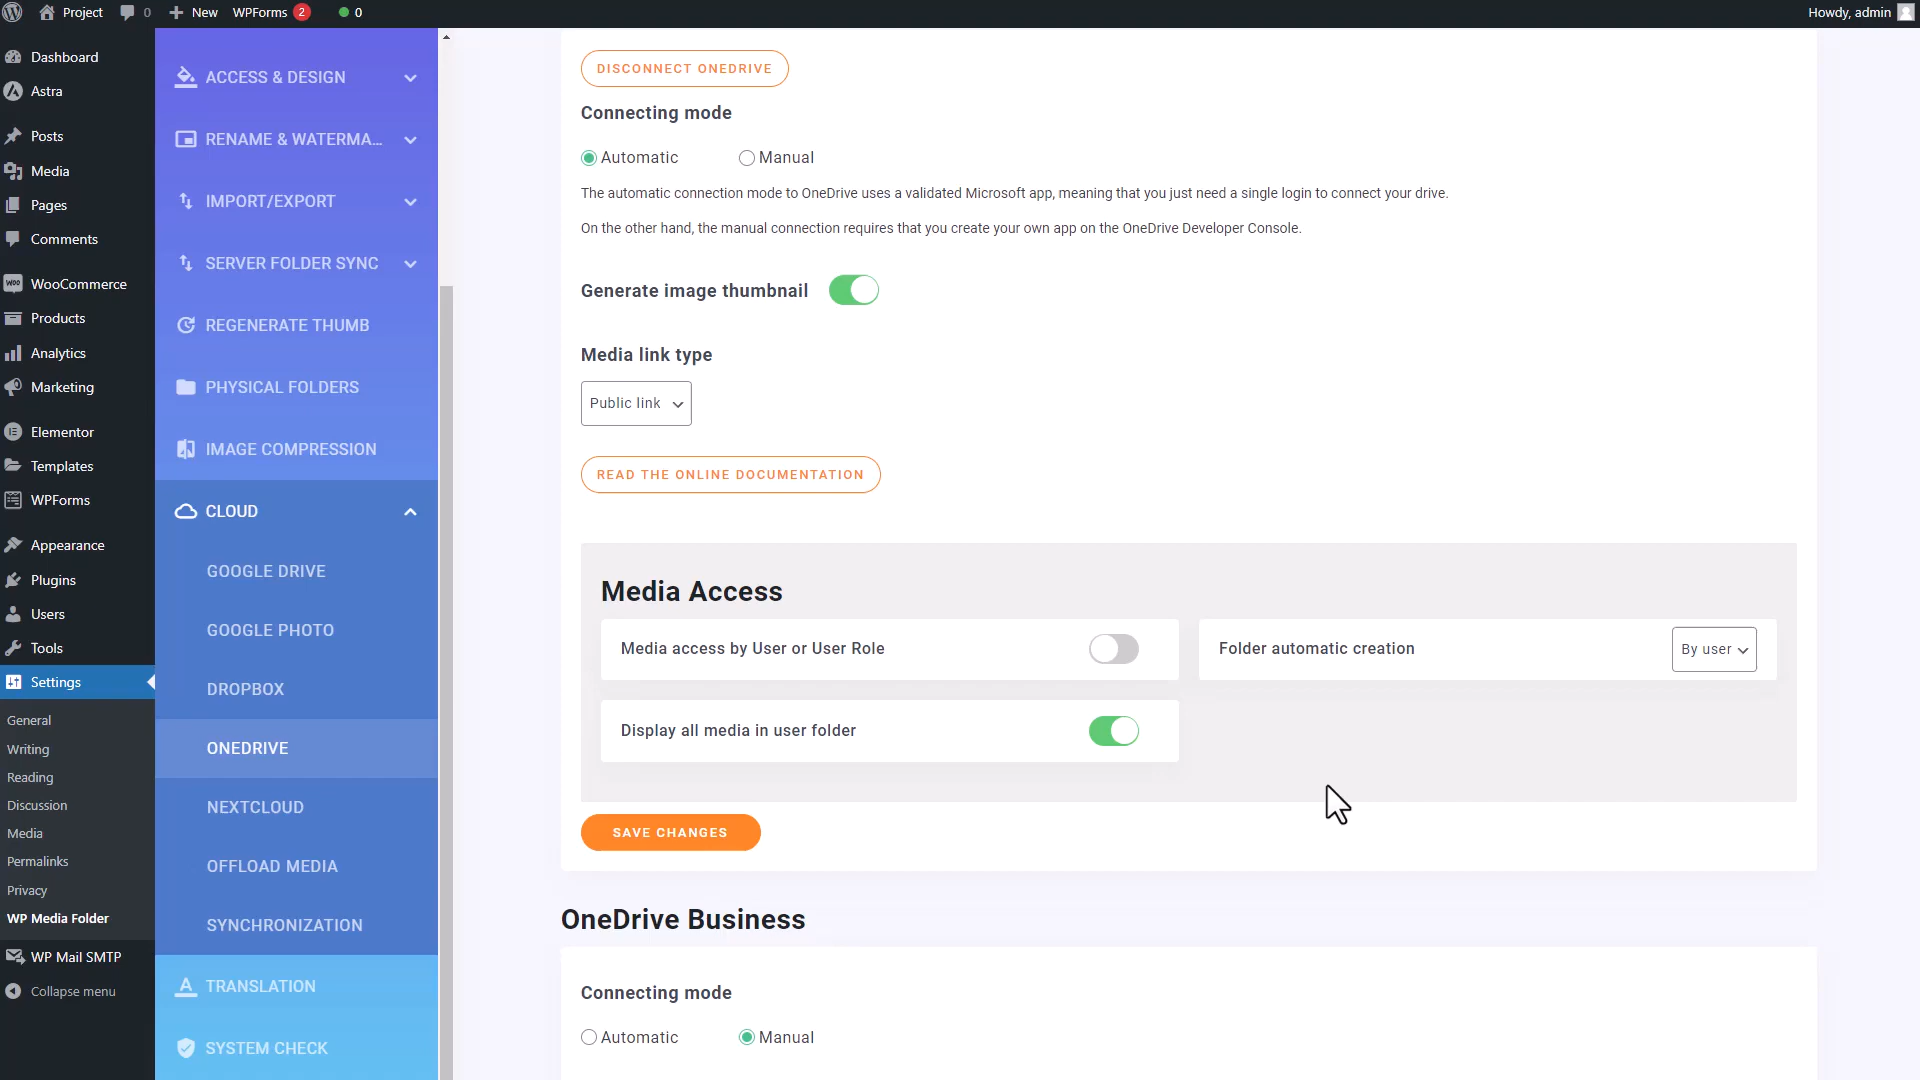 Project
0
New
WPForms 2
0
Howdy, admin
Dashboard
Astra
Posts
Media
Pages
Comments
WooCommerce
Products
Analytics
Marketing
Elementor
Templates
WPForms
Appearance
Plugins
Users
Tools
Settings
General
Writing
Reading
Discussion
Media
Permalinks
Privacy
WP Media Folder
WP Mail SMTP
Collapse menu
ACCESS & DESIGN
RENAME & WATERMA...
IMPORT/EXPORT
SERVER FOLDER SYNC
REGENERATE THUMB
PHYSICAL FOLDERS
IMAGE COMPRESSION
CLOUD
GOOGLE DRIVE
GOOGLE PHOTO
DROPBOX
ONEDRIVE
NEXTCLOUD
OFFLOAD MEDIA
SYNCHRONIZATION
TRANSLATION
SYSTEM CHECK
DISCONNECT ONEDRIVE
Connecting mode
Automatic Manual
The automatic connection mode to OneDrive uses a validated Microsoft app, meaning that you just need a single login to connect your drive.
On the other hand, the manual connection requires that you create your own app on the OneDrive Developer Console.
Generate image thumbnail
Media link type
Public link
READ THE ONLINE DOCUMENTATION
Media Access
Media access by User or User Role
Folder automatic creation By user
Display all media in user folder
SAVE CHANGES
OneDrive Business
Connecting mode
Automatic Manual